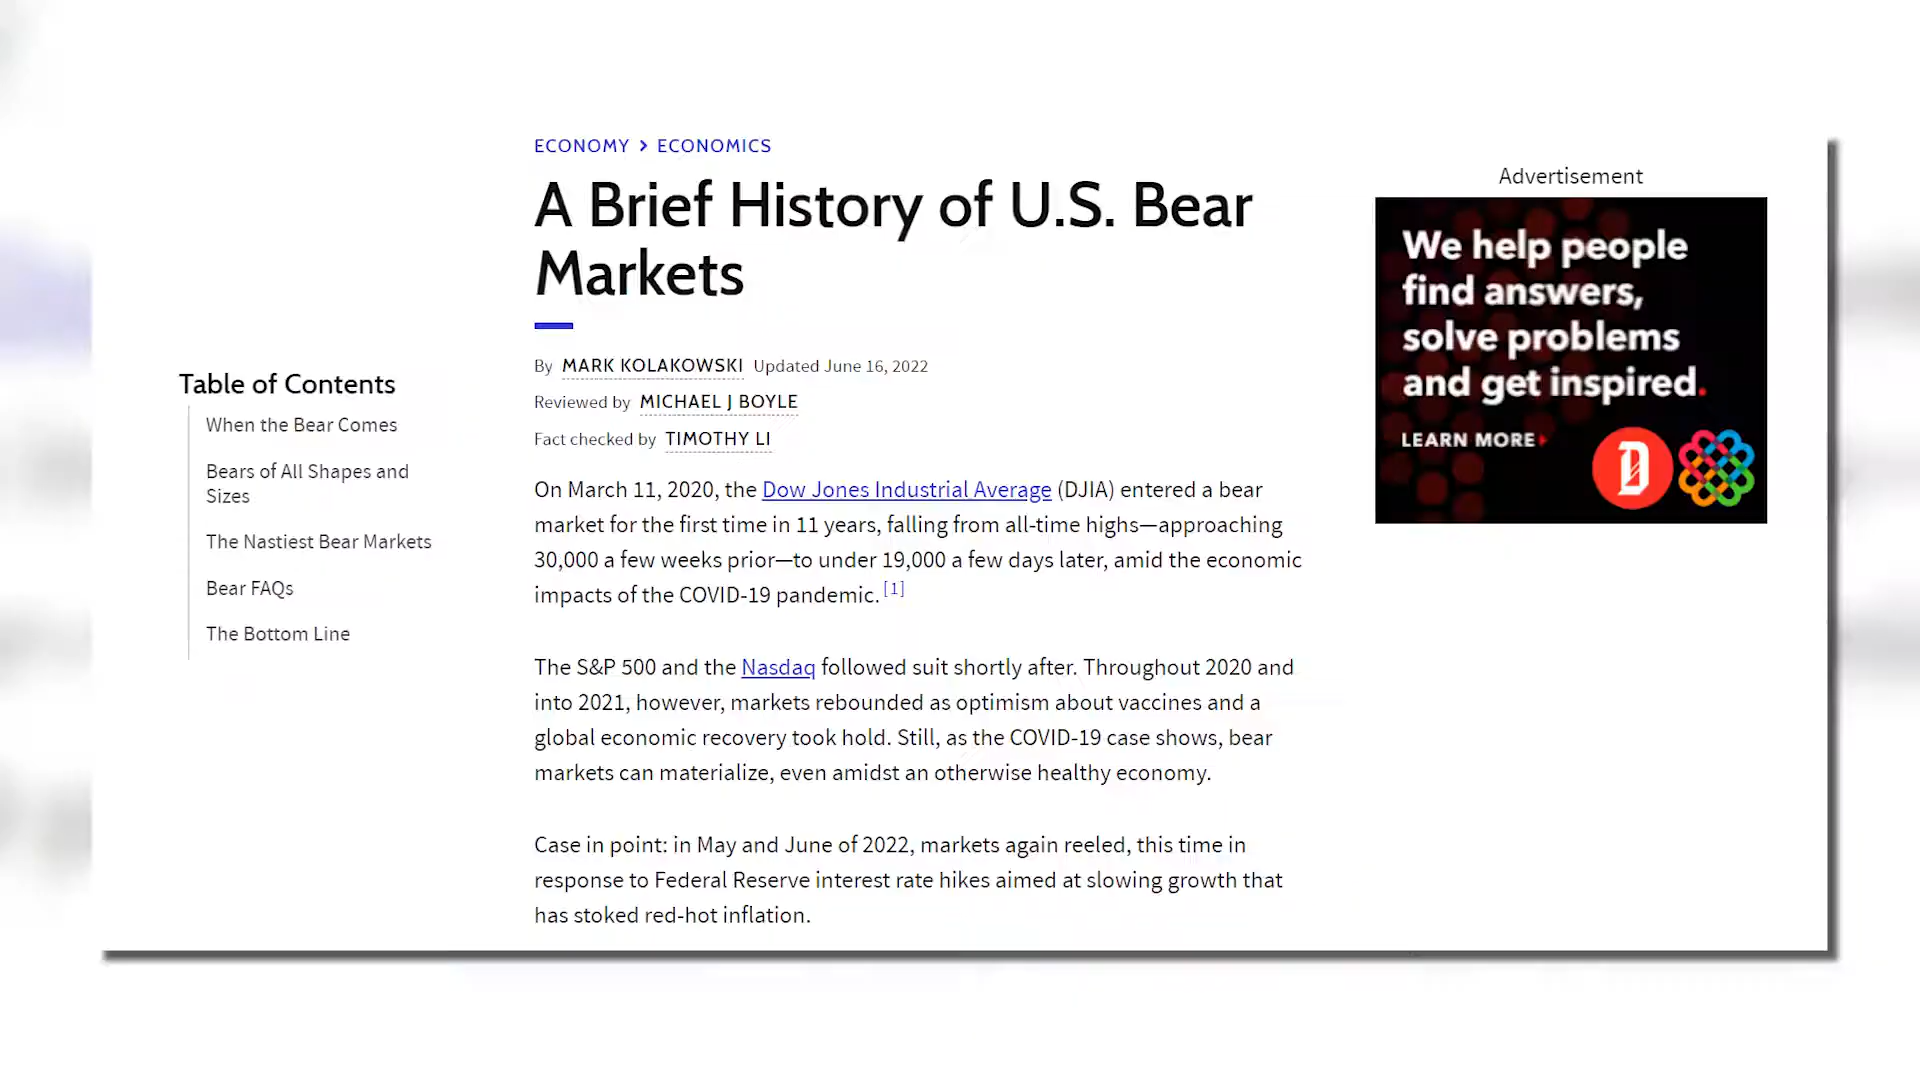 ECONOMY > ECONOMICS
A Brief History of U.S. Bear
Markets
By MARK KOLAKOWSKI Updated June 16, 2022
Reviewed by MICHAEL J BOYLE
Fact checked by TIMOTHY LI
Table of Contents
When the Bear Comes
Bears of All Shapes and
Sizes
The Nastiest Bear Markets
Bear FAQs
The Bottom Line
On March 11, 2020, the Dow Jones Industrial Average (DJIA) entered a bear
market for the first time in 11 years, falling from all-time highs—approaching
30,000 a few weeks prior—to under 19,000 a few days later, amid the economic
impacts of the COVID-19 pandemic. [1]
The S&P 500 and the Nasdaq followed suit shortly after. Throughout 2020 and
into 2021, however, markets rebounded as optimism about vaccines and a
global economic recovery took hold. Still, as the COVID-19 case shows, bear
markets can materialize, even amidst an otherwise healthy economy.
Case in point: in May and June of 2022, markets again reeled, this time in
response to Federal Reserve interest rate hikes aimed at slowing growth that
has stoked red-hot inflation.
Advertisement
We help people
find answers,
solve problems
and get inspired.
LEARN MORE
D